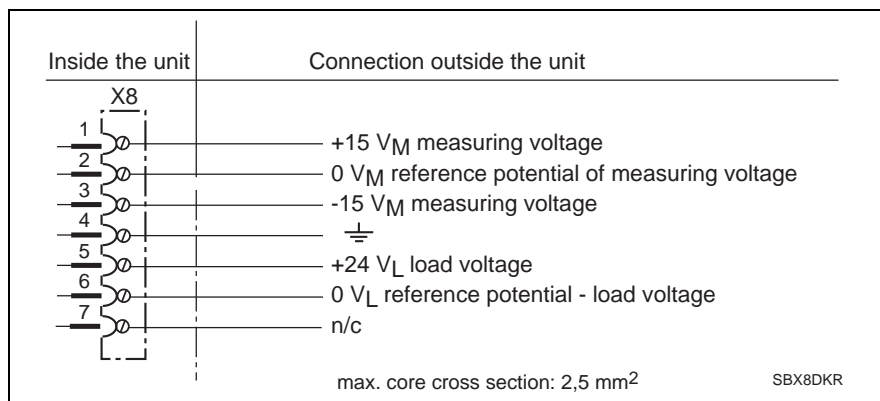 Inside the unit
Connection outside the unit
X8
1
+15 VM measuring voltage
2
0 VM reference potential of measuring voltage
3
-15 VM measuring voltage
4
5
+24 VL load voltage
6
0 VL reference potential - load voltage
7
n/c
max. core cross section: 2,5 mm2
SBX8DKR